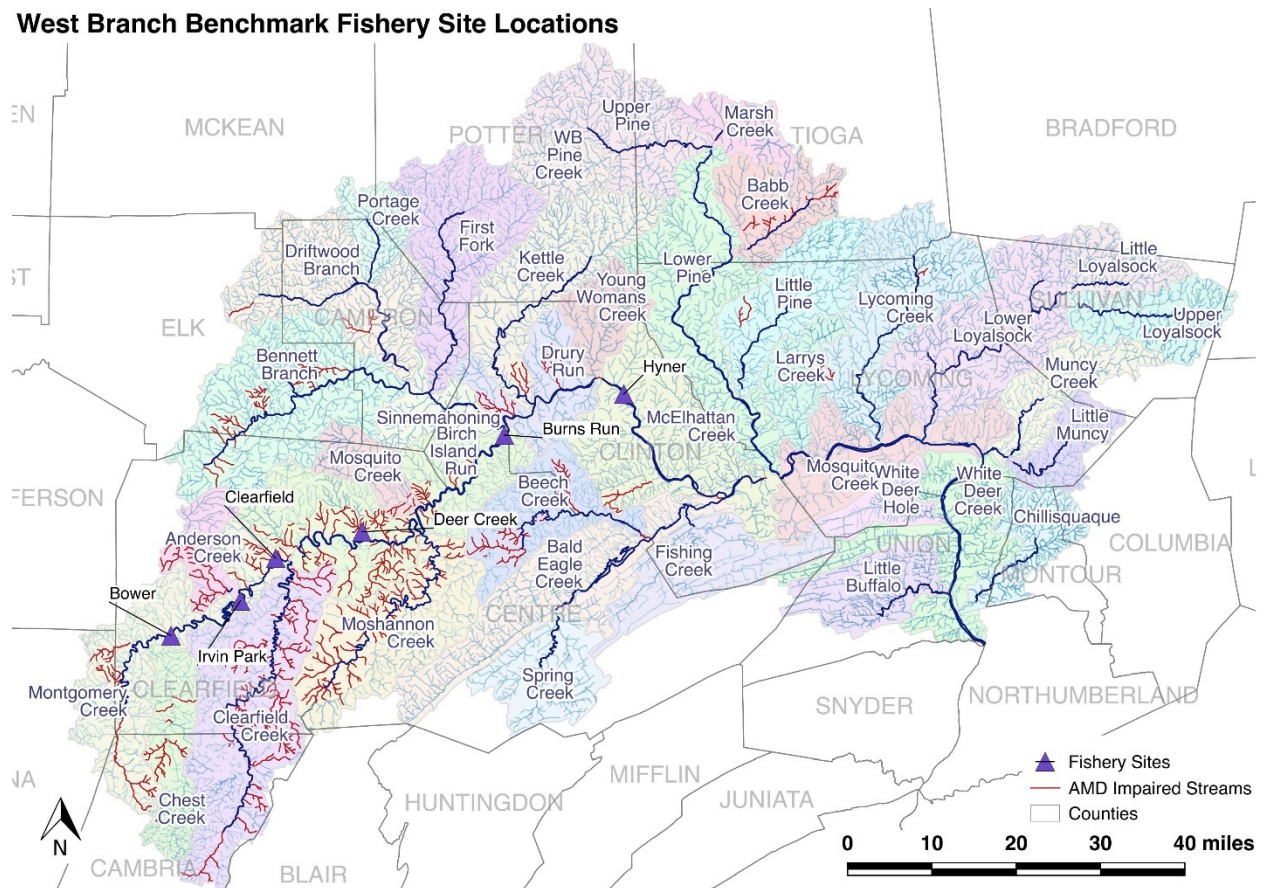 West Branch Benchmark Fishery Site Locations
EN
MCKEAN
POTTER
TIOGA
BRADFORD
Upper
Pine
Marsh
Creek
WB
Pine
Creek
Babb
Creek
Portage
Creek
First
Fork
Driftwood
Branch
Kettle
Creek
Young
Womans
Creek
Lower
Pine
Little
Pine
Lycoming
Creek
Little
Loyalsock
Lower
Loyalsock
SULLIVAN
Upper
Loyalsock
ST
ELK
CAMERON
Bennett
Branch
Drury
Run
Hyner
Larrys
Creek
LYCOMING
Muncy
Creek
Little
Muncy
Sinnemahoning
Birch
Island
Run
Burns Run
McElhattan
Creek
CLINTON
Mosquito
Creek
Beech
Creek
Mosquito
Creek
White
Deer
Hole
White
Deer
Creek
Chillisquaque
FERSON
Clearfield
Deer Creek
Anderson
Creek
Bald
Eagle
Creek
Fishing
Creek
UNION
COLUMBIA
MONTOUR
Little
Buffalo
Bower
CENTRE
Moshannon
Creek
Irvin Park
Spring
Creek
Montgomery
Creek
CLEARFIELD
Clearfield
Creek
SNYDER
NORTHUMBERLAND
NA
MIFFLIN
HUNTINGDON
JUNIATA
Chest
Creek
CAMBRIA
BLAIR
N
Fishery Sites
AMD Impaired Streams
Counties
0 10 20 30 40 miles